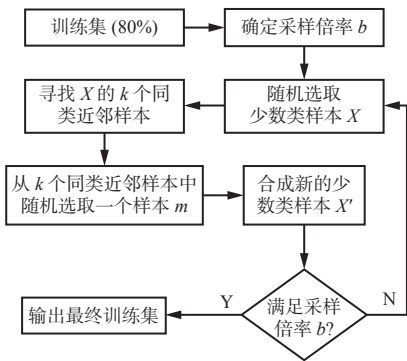 训练集 (80%)
确定采样倍率 b
随机选取
少数类样本 X
寻找 X 的 k 个同
类近邻样本
从 k 个同类近邻样本中
随机选取一个样本 m
合成新的少
数类样本 X′
满足采样
倍率 b?
Y
N
输出最终训练集